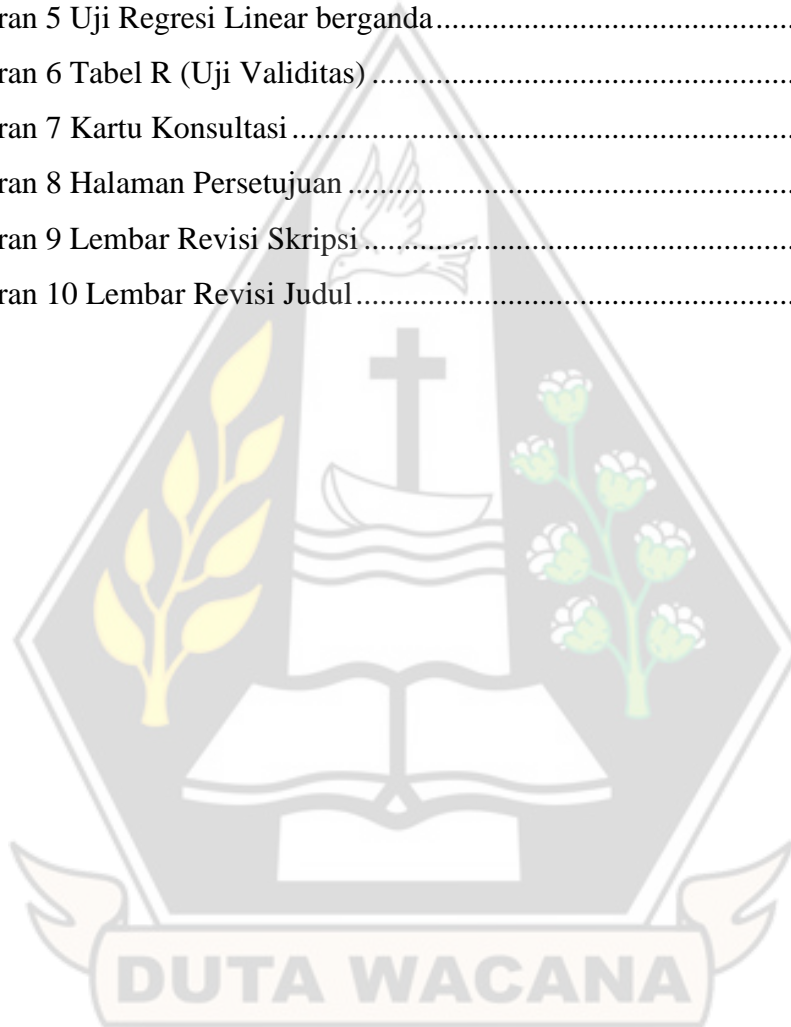 ran 5 Uji Regresi Linear berganda..............................................................
ran 6 Tabel R (Uji Validitas)..............................................................
ran 7 Kartu Konsultasi..............................................................
ran 8 Halaman Persetujuan..............................................................
ran 9 Lembar Revisi Skripsi..............................................................
ran 10 Lembar Revisi Judul..............................................................
DUTA WACANA